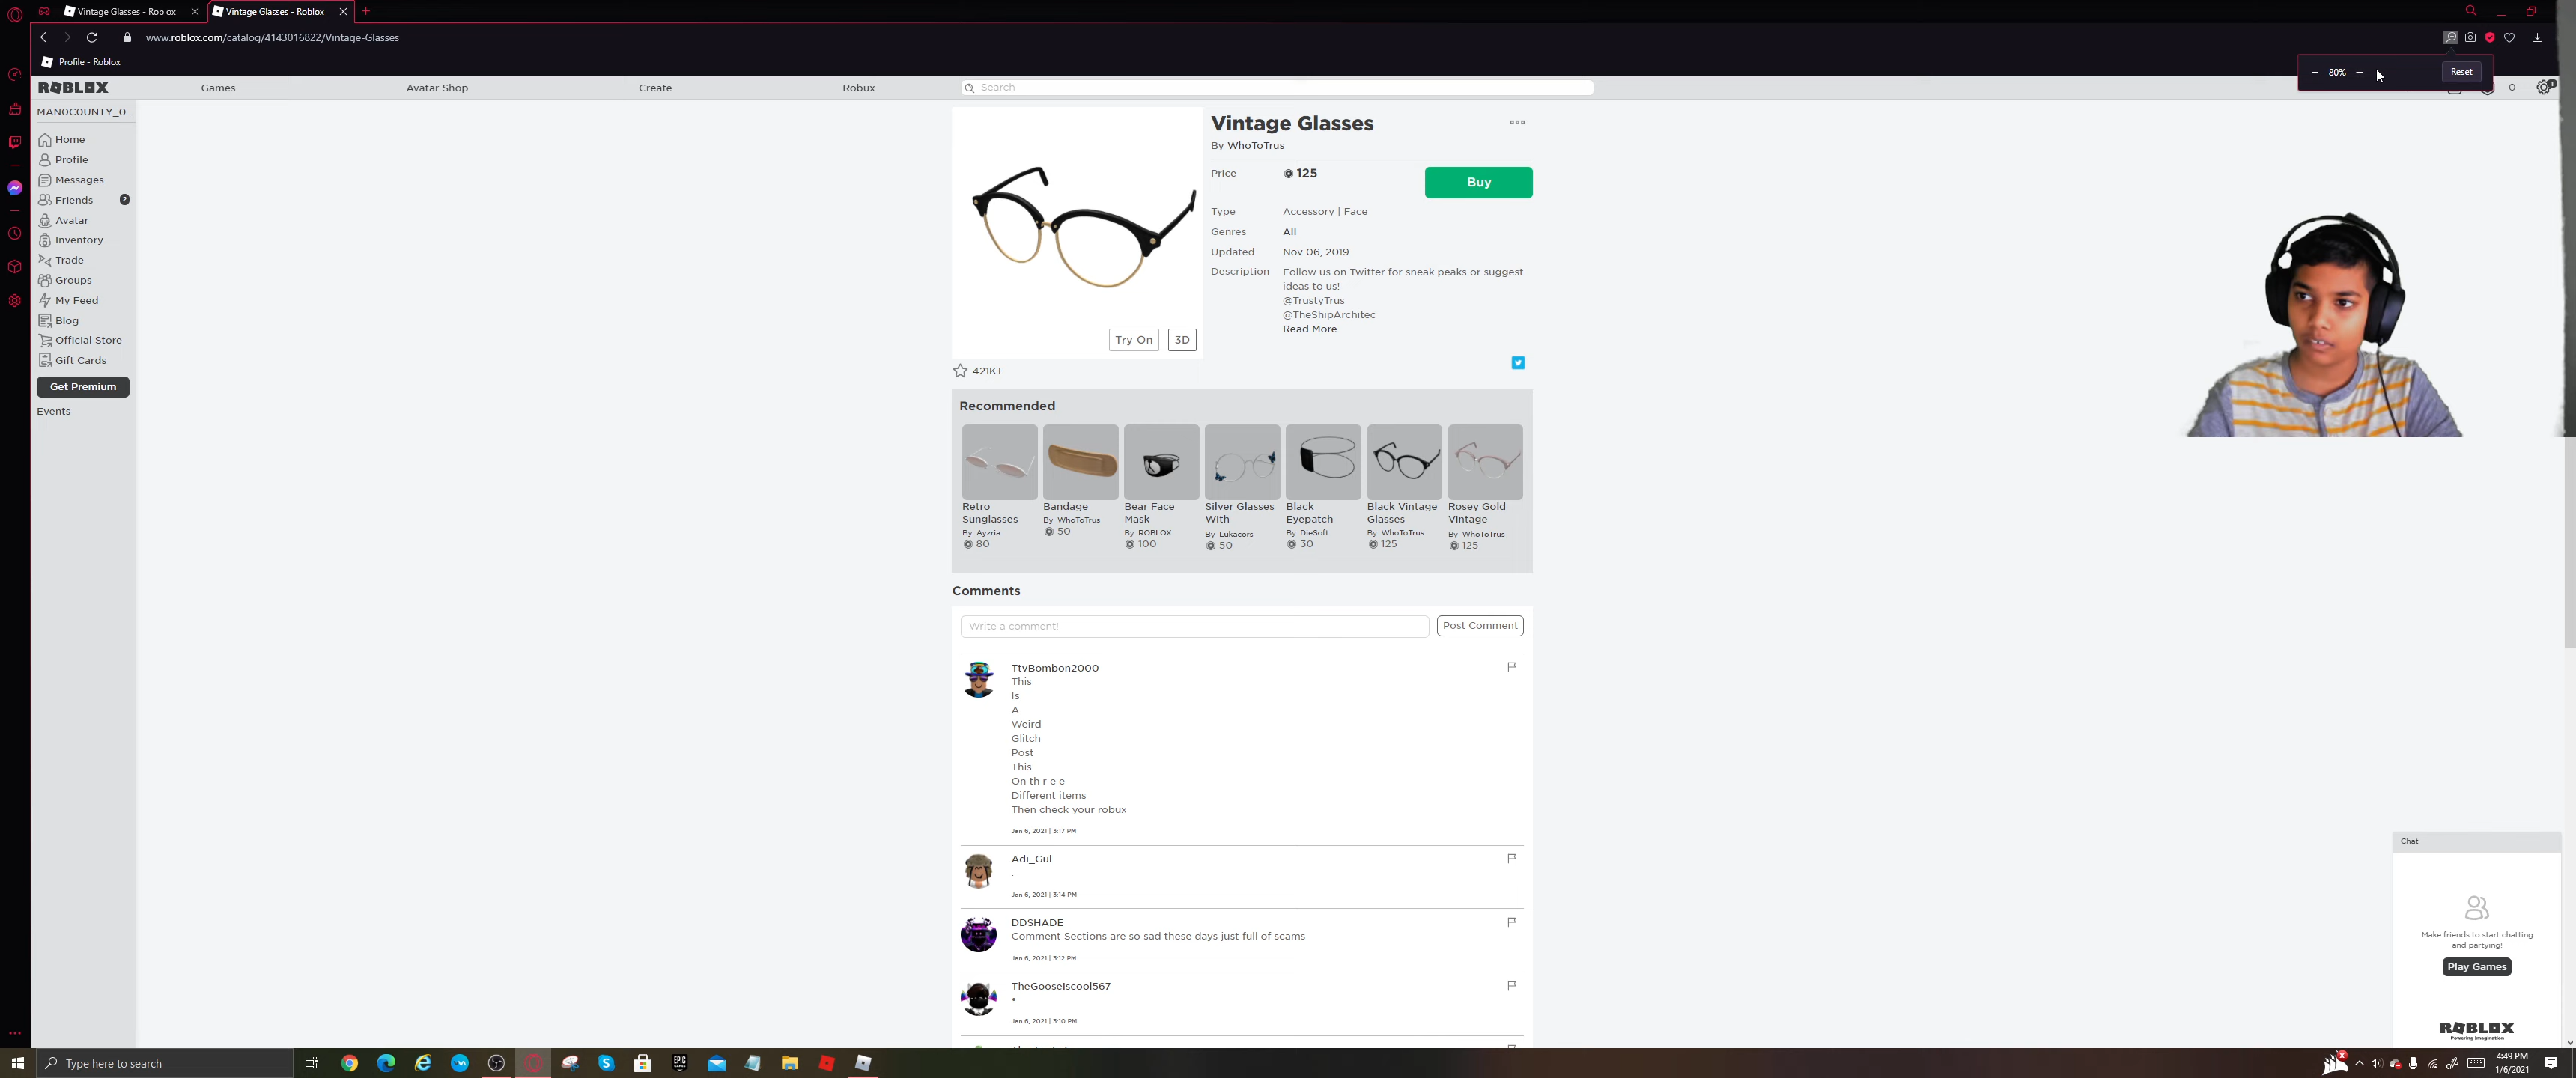 Vintage Glasses - Roblox
Vintage Glasses - Roblox
www.roblox.com/catalog/4143016822/Vintage-Glasses
Profile - Roblox
80%
Reset
ROBLOX
Games
Avatar Shop
Create
Robux
Search
0
1
MAN0C0UNTY_0...
Home
Profile
Messages
Friends
2
Avatar
Inventory
Trade
Groups
My Feed
Blog
Official Store
Gift Cards
Get Premium
Events
Vintage Glasses
By WhoToTrus
Price
125
Buy
Type
Accessory | Face
Genres
All
Updated
Nov 06, 2019
Description
Follow us on Twitter for sneak peaks or suggest
ideas to us!
@TrustyTrus
@TheShipArchitec
Read More
Try On
3D
421K+
Recommended
Retro
Sunglasses
By Ayzria
80
Bandage
By WhoToTrus
50
Bear Face
Mask
By ROBLOX
100
Silver Glasses
With
By Lukacors
50
Black
Eyepatch
By DieSoft
30
Black Vintage
Glasses
By WhoToTrus
125
Rosey Gold
Vintage
By WhoToTrus
125
Comments
Write a comment!
Post Comment
TtvBombon2000
This
Is
A
Weird
Glitch
Post
This
On th r e e
Different items
Then check your robux
Jan 6, 2021 | 3:17 PM
Adi_Gul
.
Jan 6, 2021 | 3:14 PM
DDSHADE
Comment Sections are so sad these days just full of scams
Jan 6, 2021 | 3:12 PM
TheGooseiscool567
*
Jan 6, 2021 | 3:10 PM
Chat
Make friends to start chatting
and partying!
Play Games
ROBLOX
Powering Imagination
Type here to search
EPIC
GAMES
4:49 PM
1/6/2021